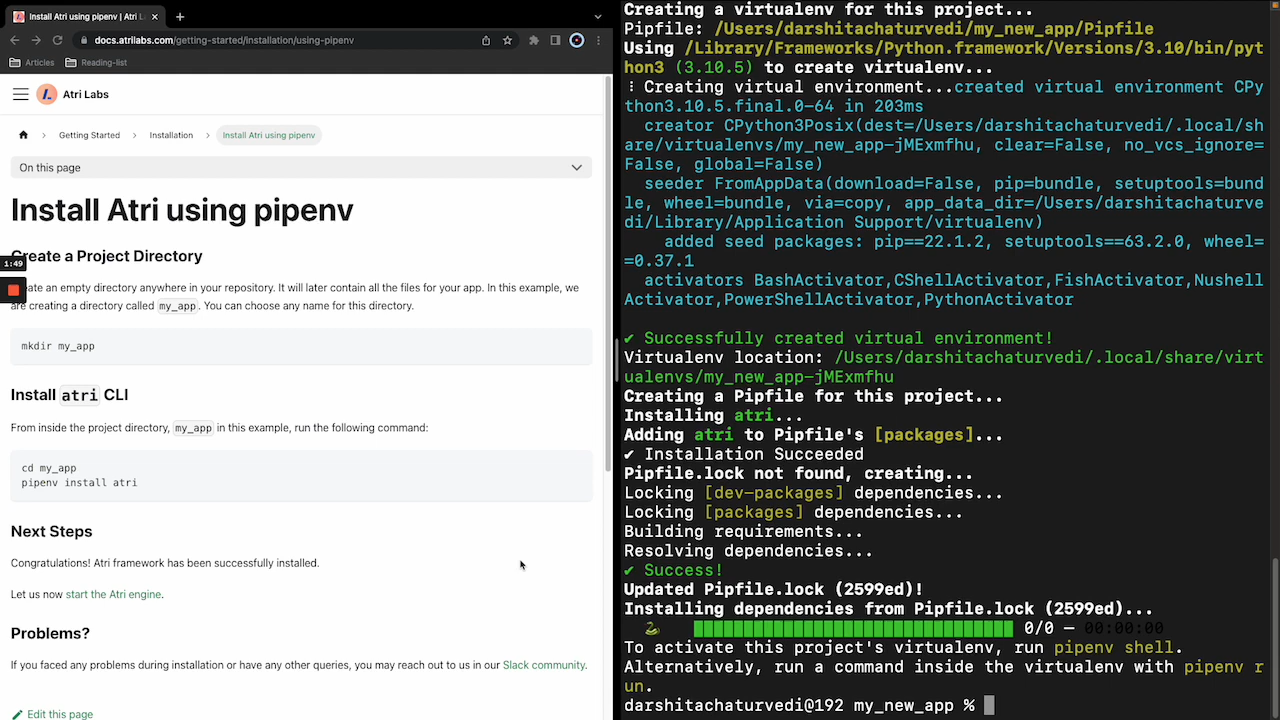 Install Atri using pipenv | Atri L
docs.atrilabs.com/getting-started/installation/using-pipenv
Articles
Reading-list
Atri Labs
Getting Started
Installation
Install Atri using pipenv
On this page
Install Atri using pipenv
Create a Project Directory
1:49
ate an empty directory anywhere in your repository. It will later contain all the files for your app. In this example, we
are creating a directory called my_app. You can choose any name for this directory.
mkdir my_app
Install atri CLI
From inside the project directory, my_app in this example, run the following command:
cd my_app
pipenv install atri
Next Steps
Congratulations! Atri framework has been successfully installed.
Let us now start the Atri engine.
Problems?
If you faced any problems during installation or have any other queries, you may reach out to us in our Slack community.
Edit this page
Creating a virtualenv for this project...
Pipfile: /Users/darshitachaturvedi/my_new_app/Pipfile
Using /Library/Frameworks/Python.framework/Versions/3.10/bin/pyt
hon3 (3.10.5) to create virtualenv...
⠸ Creating virtual environment...created virtual environment CPy
thon3.10.5.final.0-64 in 203ms
creator CPython3Posix(dest=/Users/darshitachaturvedi/.local/sh
are/virtualenvs/my_new_app-jMExmfhu, clear=False, no_vcs_ignore=
False, global=False)
seeder FromAppData(download=False, pip=bundle, setuptools=bund
le, wheel=bundle, via=copy, app_data_dir=/Users/darshitachaturve
di/Library/Application Support/virtualenv)
added seed packages: pip==22.1.2, setuptools==63.2.0, wheel=
=0.37.1
activators BashActivator,CShellActivator,FishActivator,Nushell
Activator,PowerShellActivator,PythonActivator
✔ Successfully created virtual environment!
Virtualenv location: /Users/darshitachaturvedi/.local/share/virt
ualenvs/my_new_app-jMExmfhu
Creating a Pipfile for this project...
Installing atri...
Adding atri to Pipfile's [packages]...
✔ Installation Succeeded
Pipfile.lock not found, creating...
Locking [dev-packages] dependencies...
Locking [packages] dependencies...
Building requirements...
Resolving dependencies...
✔ Success!
Updated Pipfile.lock (2599ed)!
Installing dependencies from Pipfile.lock (2599ed)...
0/0 — 00:00:00
To activate this project's virtualenv, run pipenv shell.
Alternatively, run a command inside the virtualenv with pipenv r
un.
darshitachaturvedi@192 my_new_app %